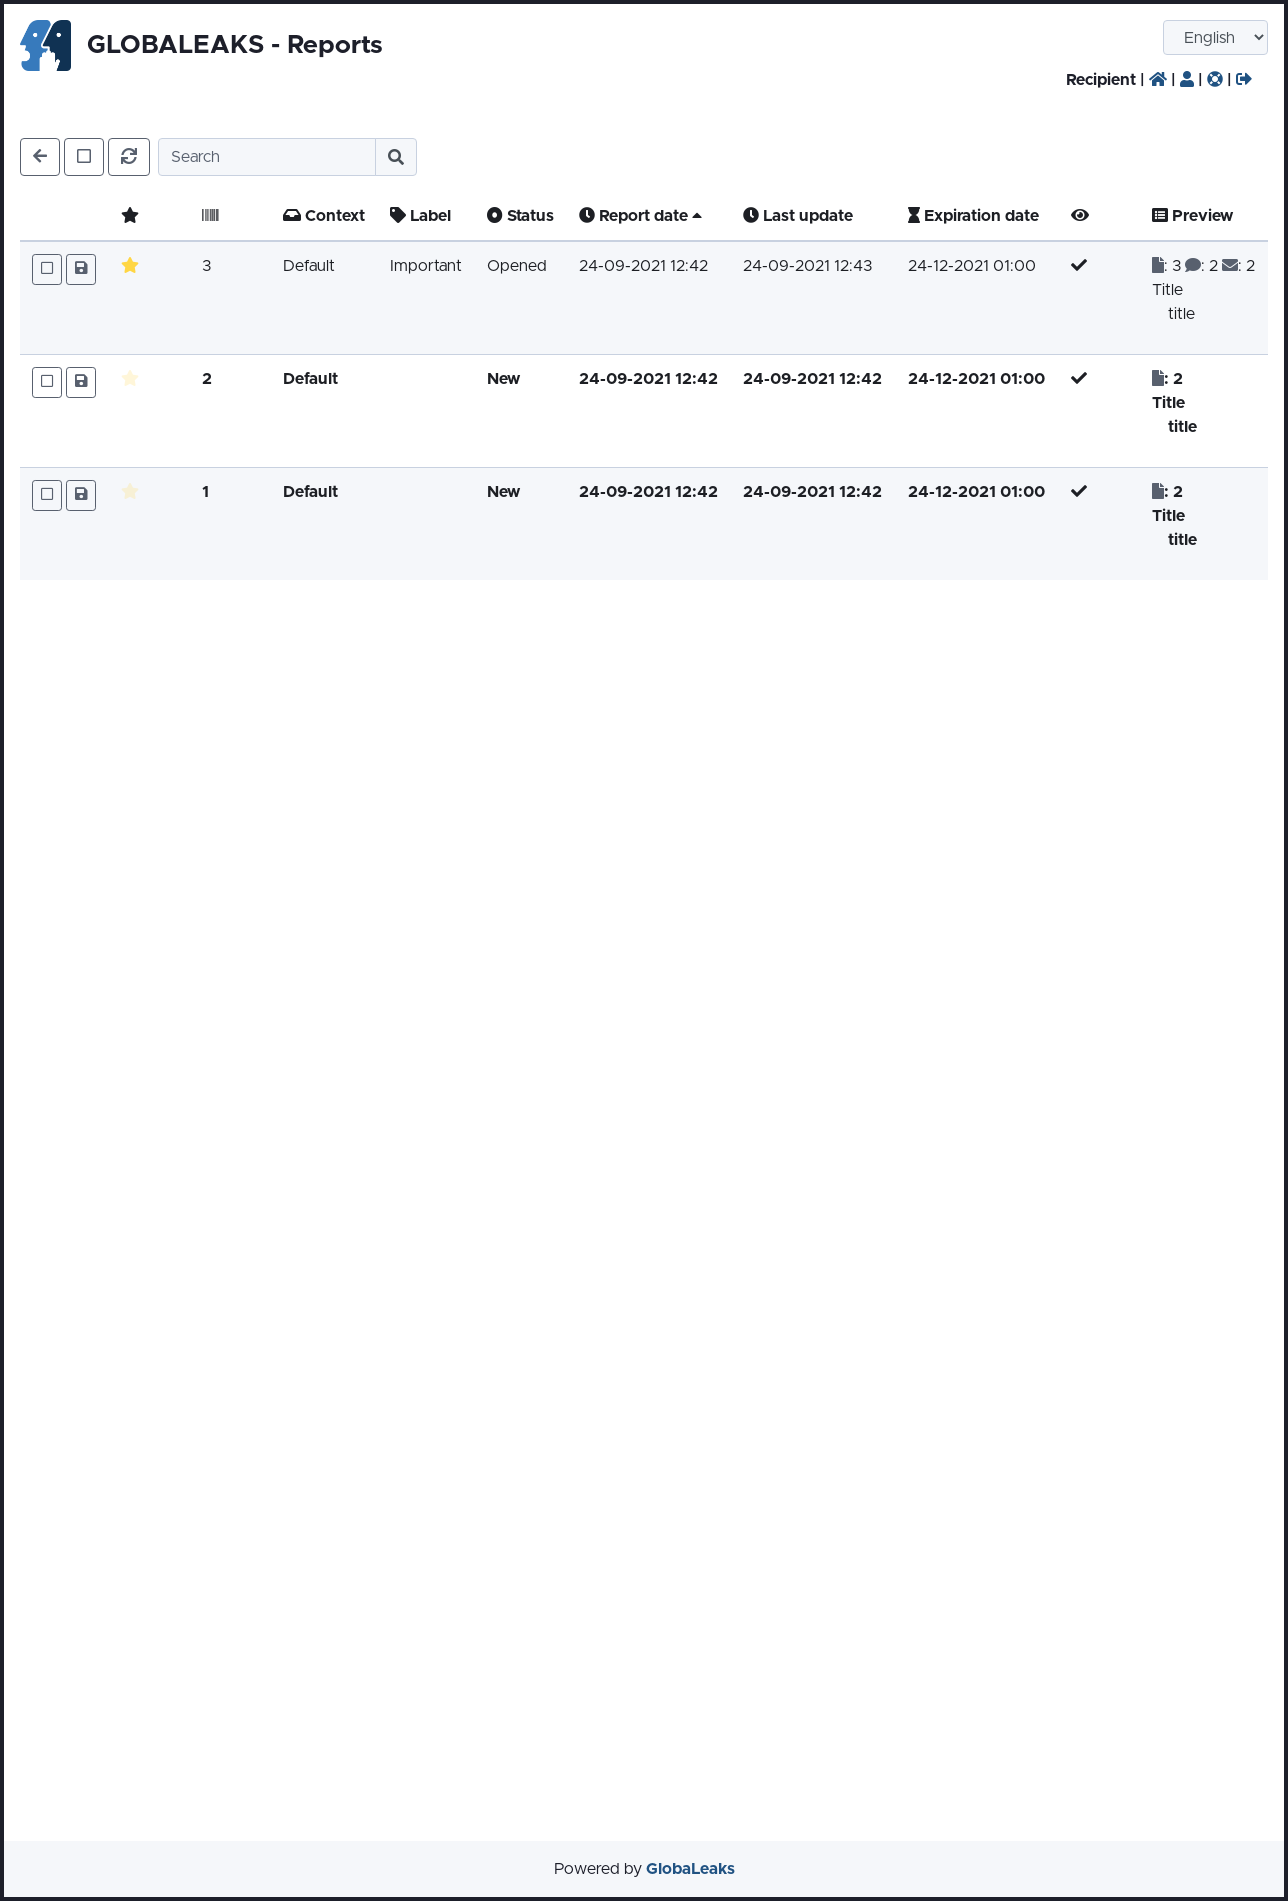 GLOBALEAKS - Reports
English
Recipient | | | |
Search
Context Label Status Report date Last update Expiration date Preview
3 Default Important Opened 24-09-2021 12:42 24-09-2021 12:43 24-12-2021 01:00 : 3 : 2 : 2
Title
title
2 Default New 24-09-2021 12:42 24-09-2021 12:42 24-12-2021 01:00 : 2
Title
title
1 Default New 24-09-2021 12:42 24-09-2021 12:42 24-12-2021 01:00 : 2
Title
title
Powered by GlobaLeaks